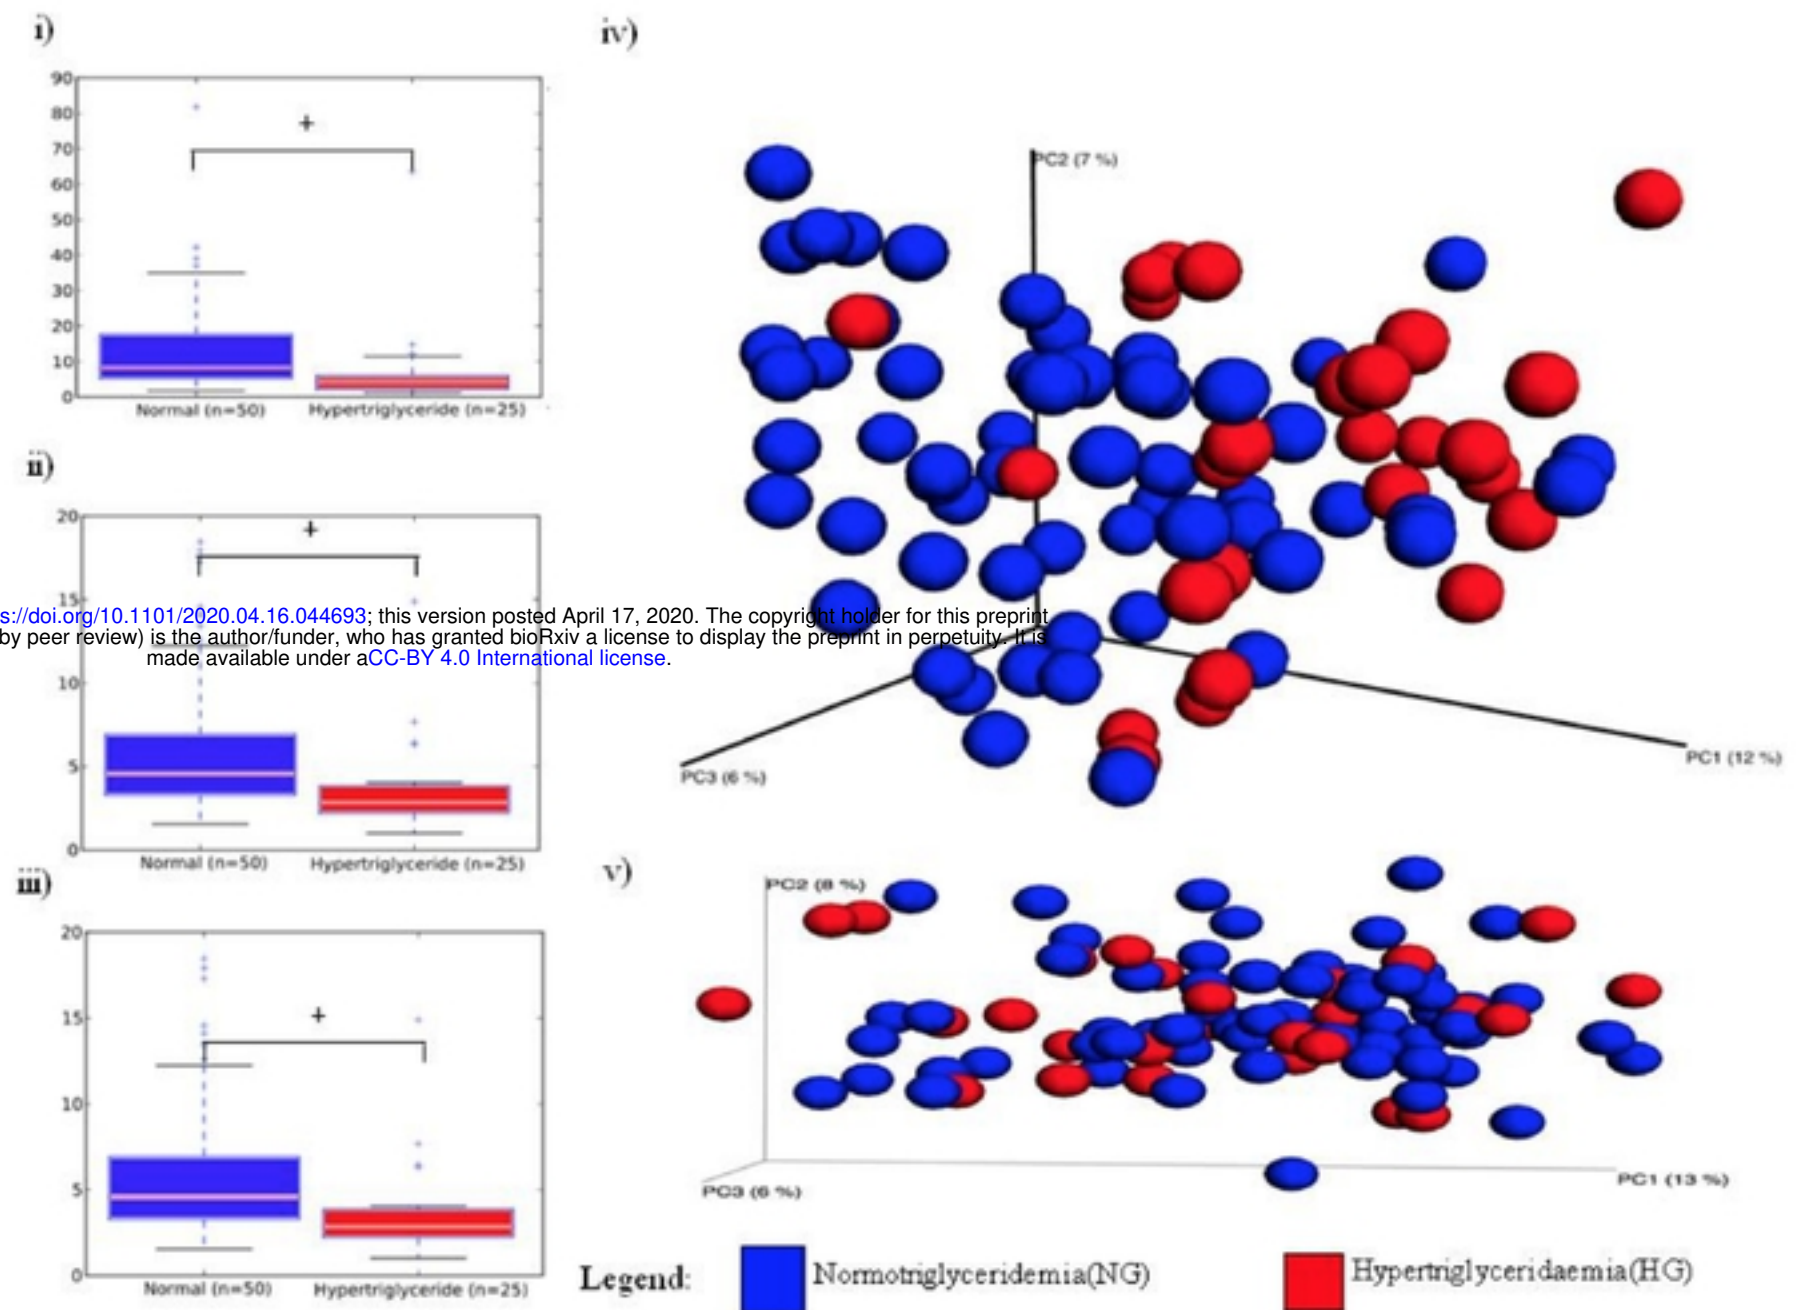 i)
90
80
70
60
50
40
30
20
10
0
+
Normal (n=50) Hypertriglyceride (n=25)
ii)
20
15
10
5
0
+
Normal (n=50) Hypertriglyceride (n=25)
s://doi.org/10.1101/2020.04.16.044693; this version posted April 17, 2020. The copyright holder for this preprint
by peer review) is the author/funder, who has granted bioRxiv a license to display the preprint in perpetuity. It is
made available under aCC-BY 4.0 International license.
iii)
20
15
10
5
0
+
Normal (n=50) Hypertriglyceride (n=25)
iv)
PC2 (7 %)
PC3 (6 %)
PC1 (12 %)
v)
PC2 (8 %)
PC3 (6 %)
PC1 (13 %)
Legend: Normotriglyceridemia(NG) Hypertriglyceridaemia(HG)